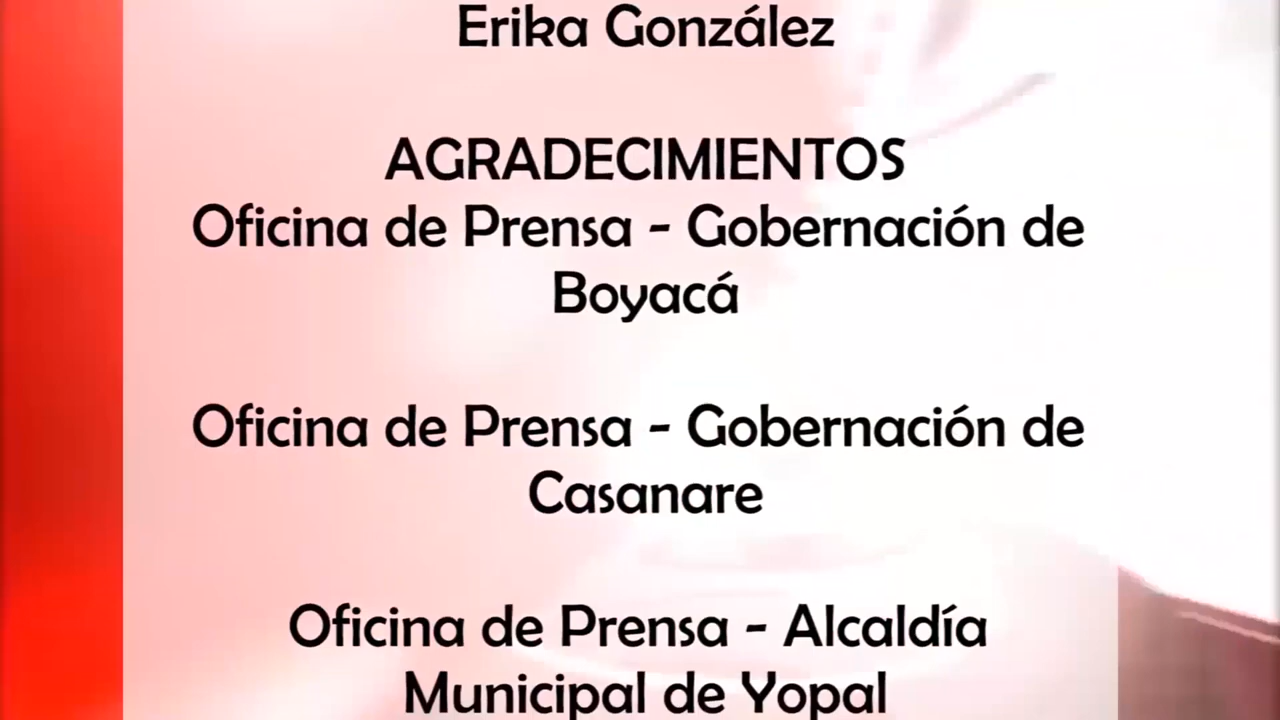 Erika González
AGRADECIMIENTOS
Oficina de Prensa - Gobernación de
Boyacá
Oficina de Prensa - Gobernación de
Casanare
Oficina de Prensa - Alcaldía
Municipal de Yopal